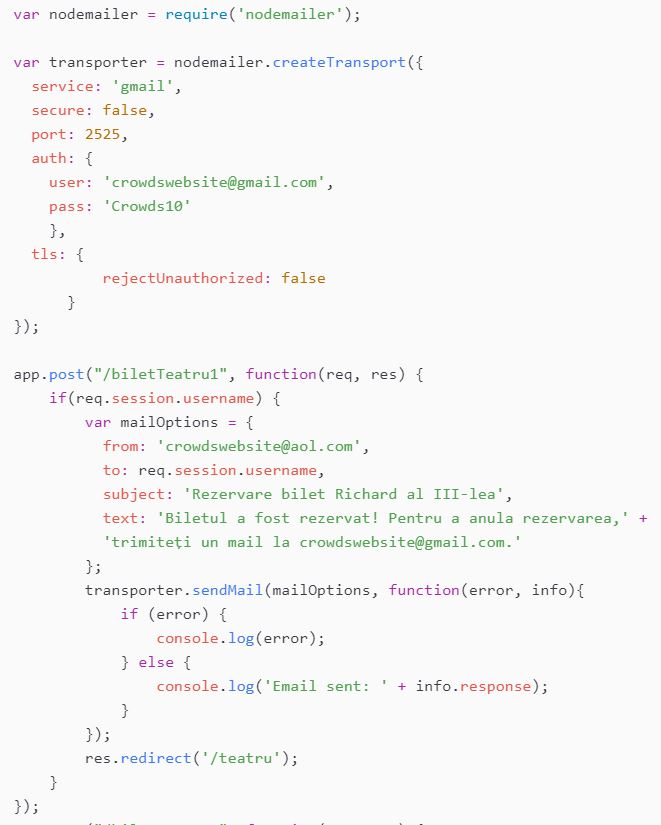 var nodemailer = require('nodemailer');
var transporter = nodemailer.createTransport({
service: 'gmail',
secure: false,
port: 2525,
auth: {
user: 'crowdswebsite@gmail.com',
pass: 'Crowds10'
},
tls: {
rejectUnauthorized: false
}
});
app.post("/biletTeatru1", function(req, res) {
if(req.session.username) {
var mailOptions = {
from: 'crowdswebsite@aol.com',
to: req.session.username,
subject: 'Rezervare bilet Richard al III-lea',
text: 'Biletul a fost rezervat! Pentru a anula rezervarea,' +
'trimiteți un mail la crowdswebsite@gmail.com.'
};
transporter.sendMail(mailOptions, function(error, info){
if (error) {
console.log(error);
} else {
console.log('Email sent: ' + info.response);
}
});
res.redirect('/teatru');
}
});